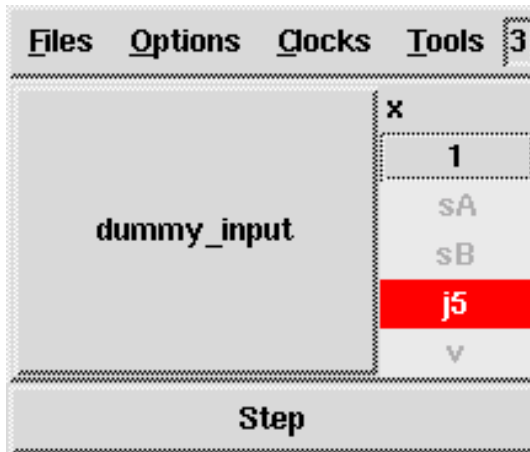 Files Options Clocks Tools 3
x
1
sA
dummy_input
sB
j5
v
Step